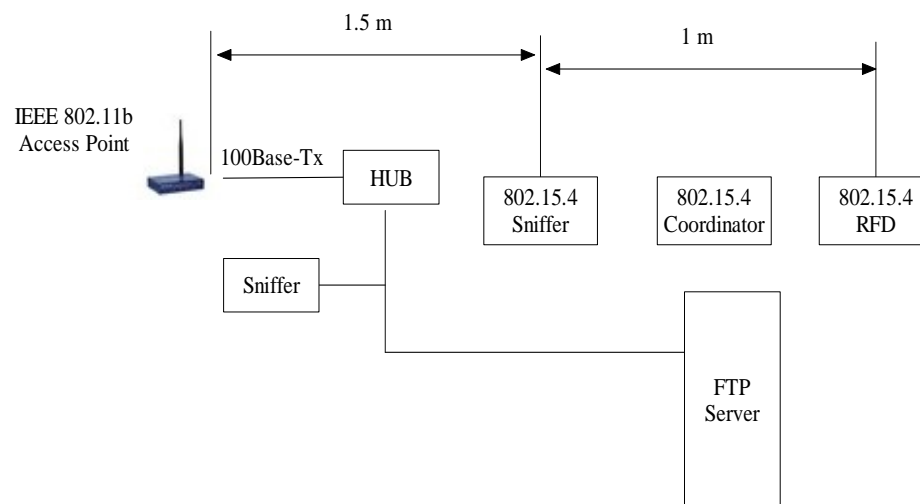 1.5 m
1 m
IEEE 802.11b
Access Point
100Base-Tx
HUB
802.15.4
Sniffer
802.15.4
Coordinator
802.15.4
RFD
Sniffer
FTP
Server